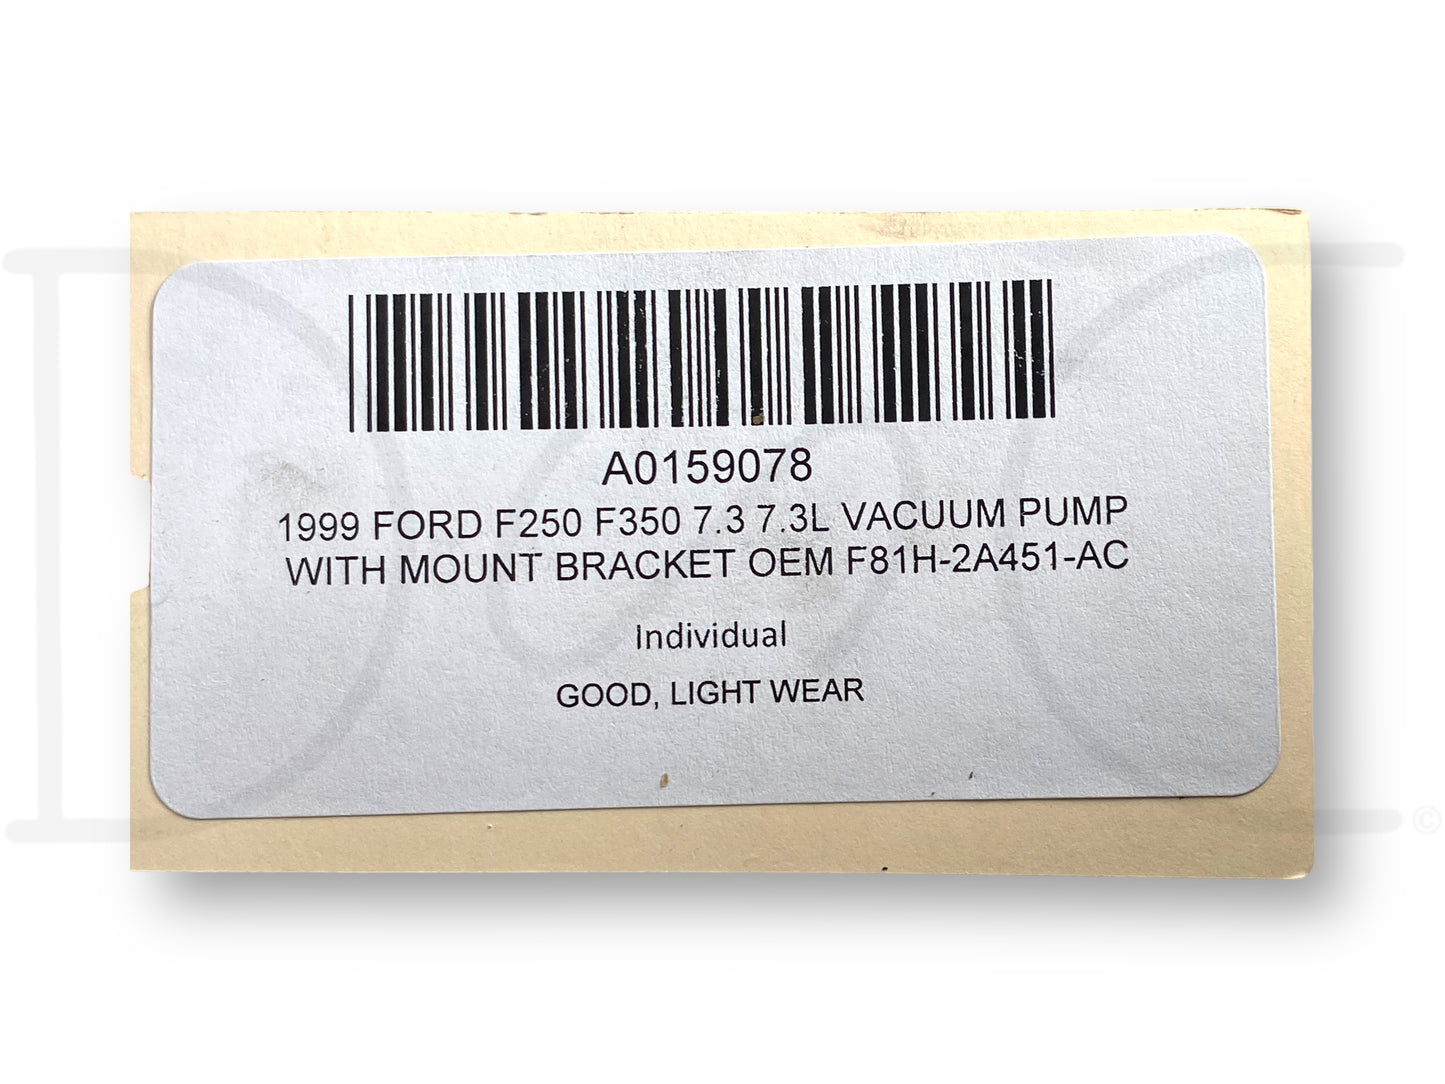 A0159078
1999 FORD F250 F350 7.3 7.3L VACUUM PUMP
WITH MOUNT BRACKET OEM F81H-2A451-AC
Individual
GOOD, LIGHT WEAR
©